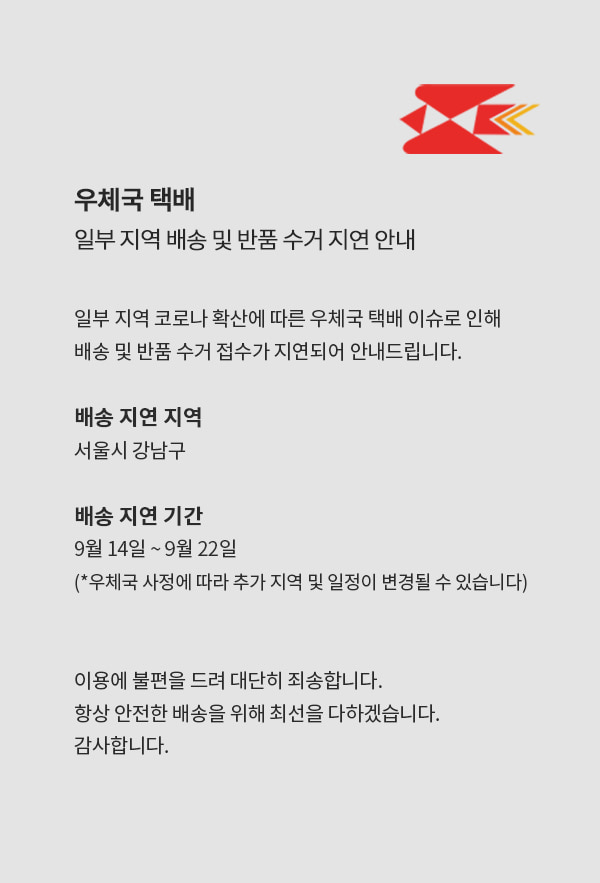 우체국 택배
일부 지역 배송 및 반품 수거 지연 안내
일부 지역 코로나 확산에 따른 우체국 택배 이슈로 인해
배송 및 반품 수거 접수가 지연되어 안내드립니다.
배송 지연 지역
서울시 강남구
배송 지연 기간
9월 14일 ~ 9월 22일
(*우체국 사정에 따라 추가 지역 및 일정이 변경될 수 있습니다)
이용에 불편을 드려 대단히 죄송합니다.
항상 안전한 배송을 위해 최선을 다하겠습니다.
감사합니다.